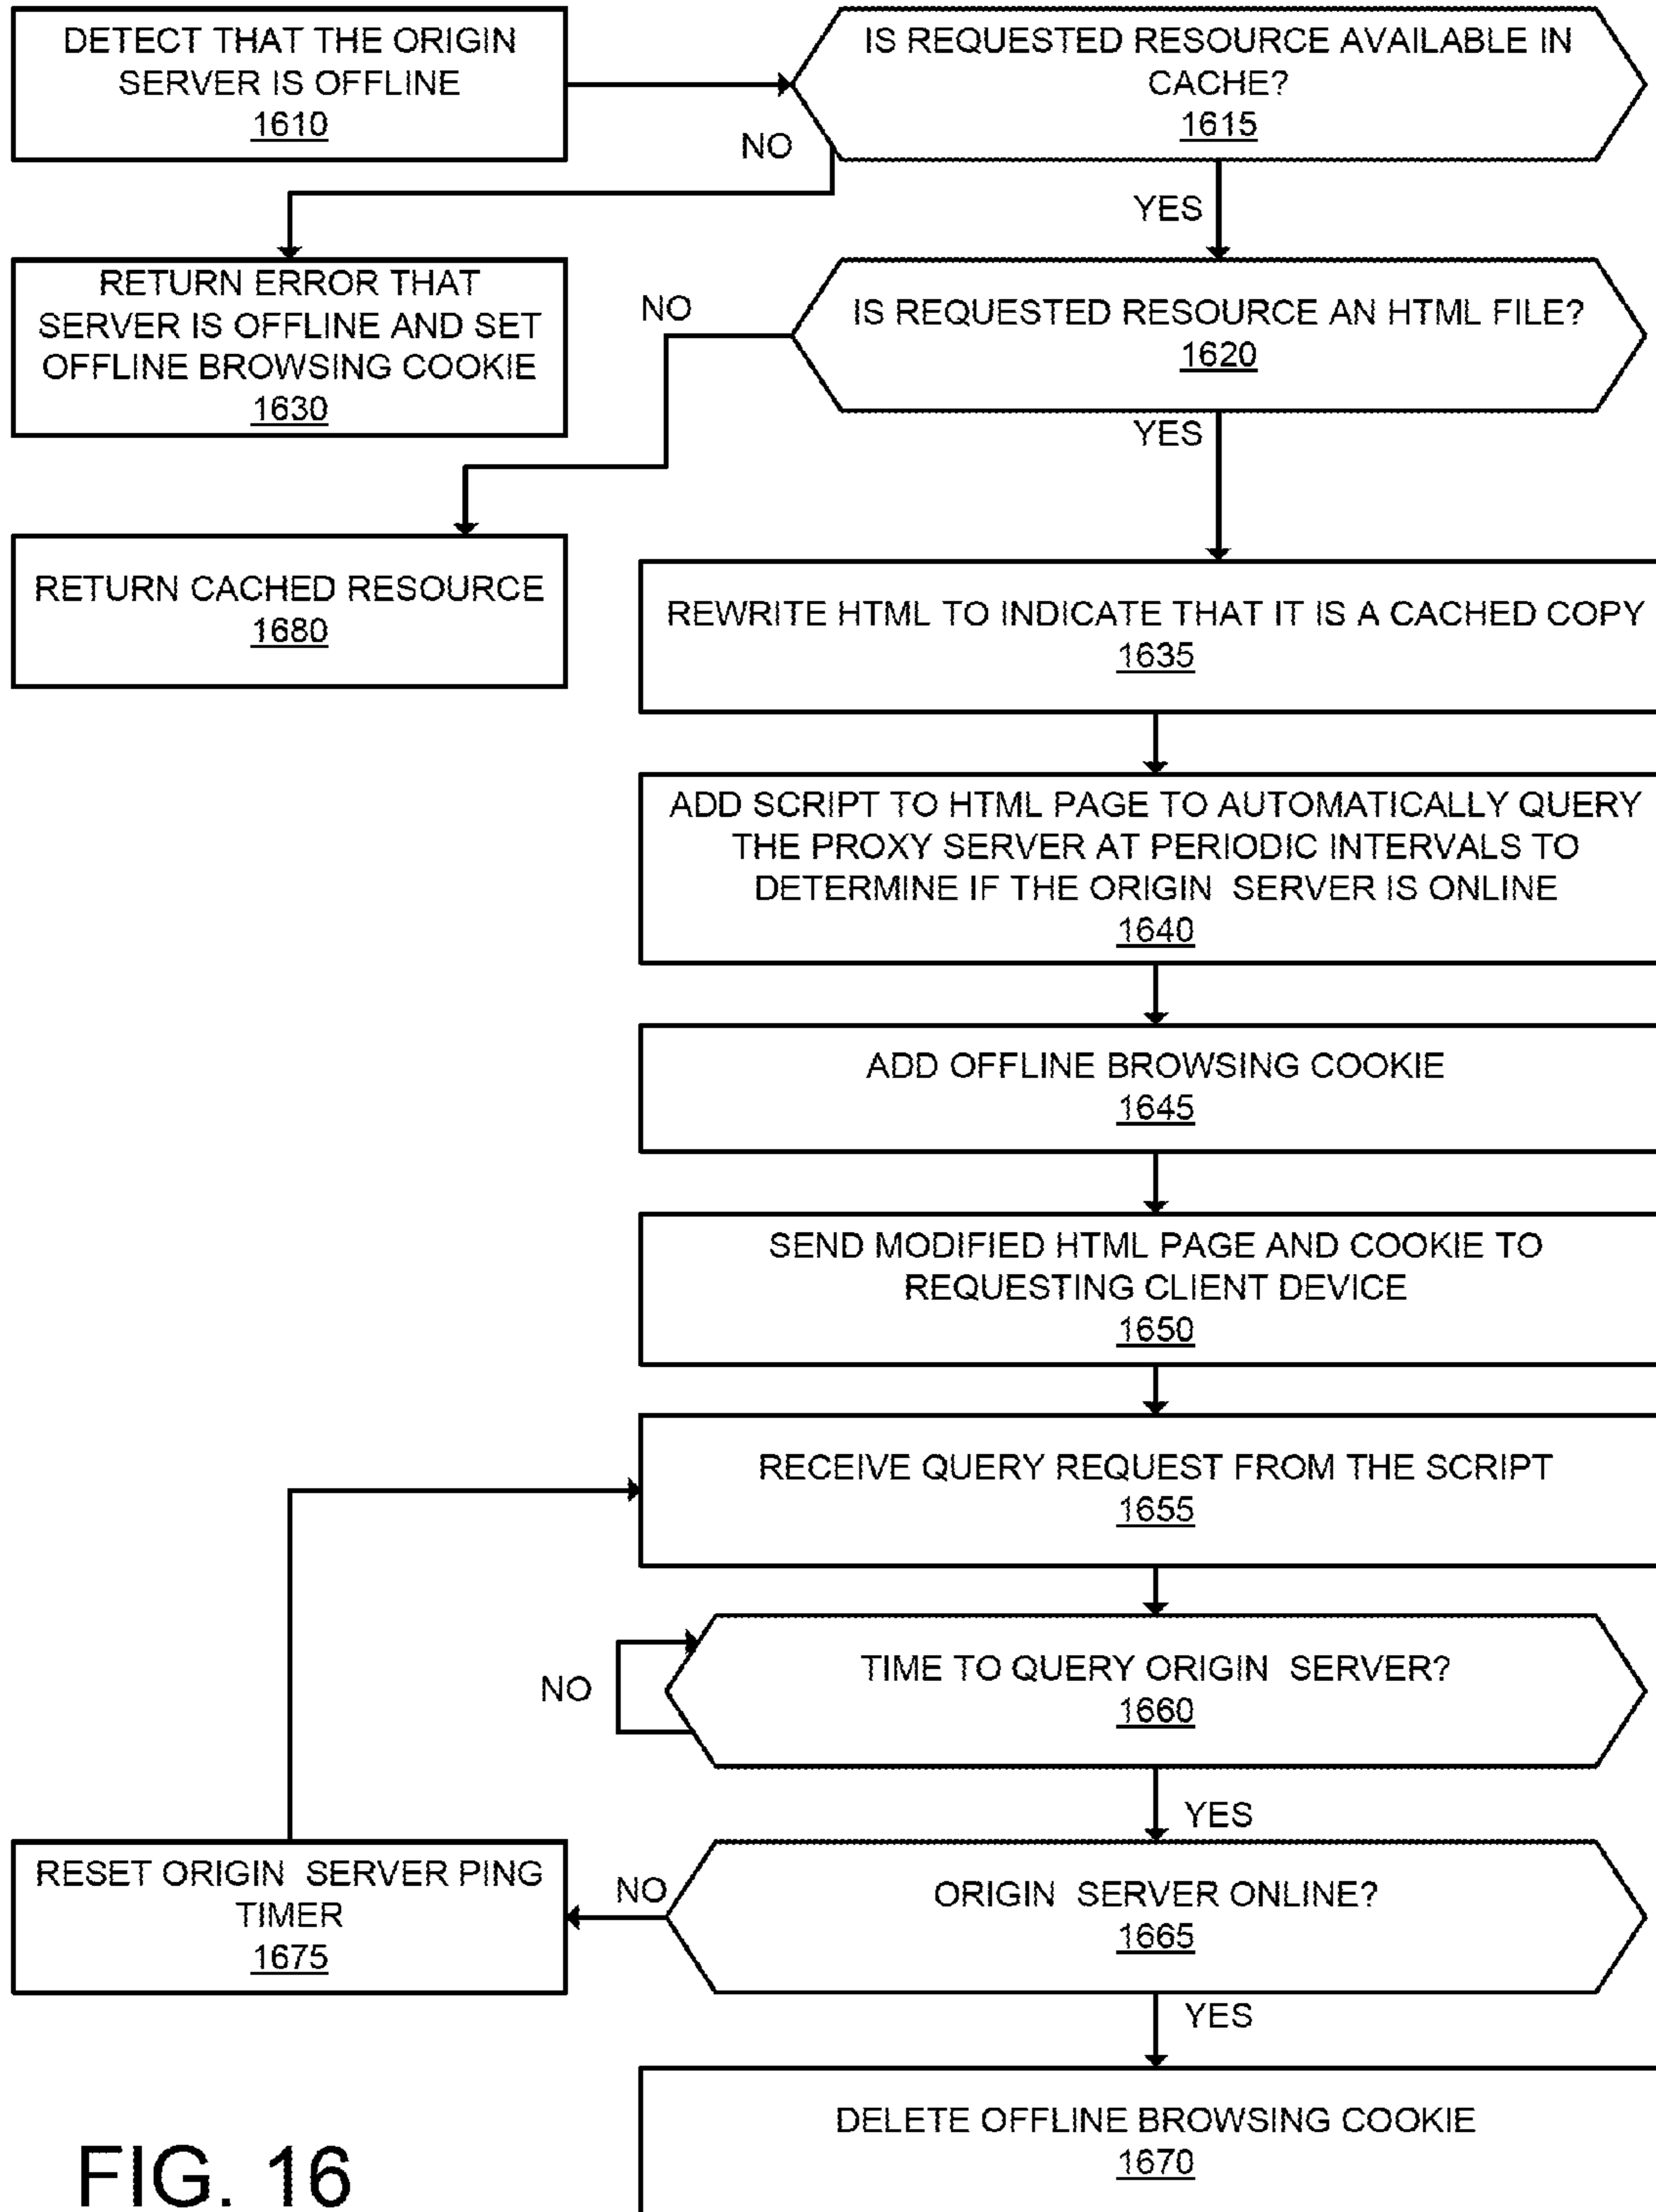 DETECT THAT THE ORIGIN
SERVER IS OFFLINE
1610
IS REQUESTED RESOURCE AVAILABLE IN
CACHE?
1615
NO
YES
RETURN ERROR THAT
SERVER IS OFFLINE AND SET
OFFLINE BROWSING COOKIE
1630
NO
IS REQUESTED RESOURCE AN HTML FILE?
1620
YES
RETURN CACHED RESOURCE
1680
REWRITE HTML TO INDICATE THAT IT IS A CACHED COPY
1635
ADD SCRIPT TO HTML PAGE TO AUTOMATICALLY QUERY
THE PROXY SERVER AT PERIODIC INTERVALS TO
DETERMINE IF THE ORIGIN SERVER IS ONLINE
1640
ADD OFFLINE BROWSING COOKIE
1645
SEND MODIFIED HTML PAGE AND COOKIE TO
REQUESTING CLIENT DEVICE
1650
RECEIVE QUERY REQUEST FROM THE SCRIPT
1655
NO
TIME TO QUERY ORIGIN SERVER?
1660
YES
RESET ORIGIN SERVER PING
TIMER
1675
NO
ORIGIN SERVER ONLINE?
1665
YES
DELETE OFFLINE BROWSING COOKIE
1670
FIG. 16